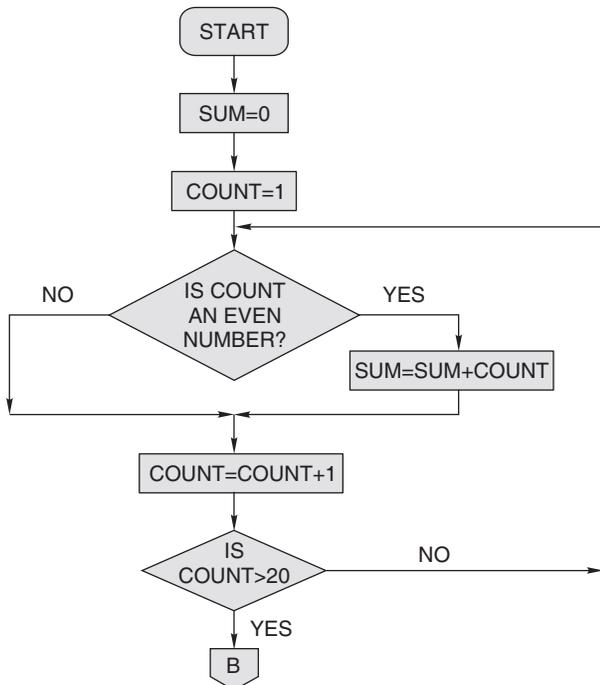 START
SUM=0
COUNT=1
IS COUNT
AN EVEN
NUMBER?
NO
YES
SUM=SUM+COUNT
COUNT=COUNT+1
IS
COUNT>20
NO
YES
B